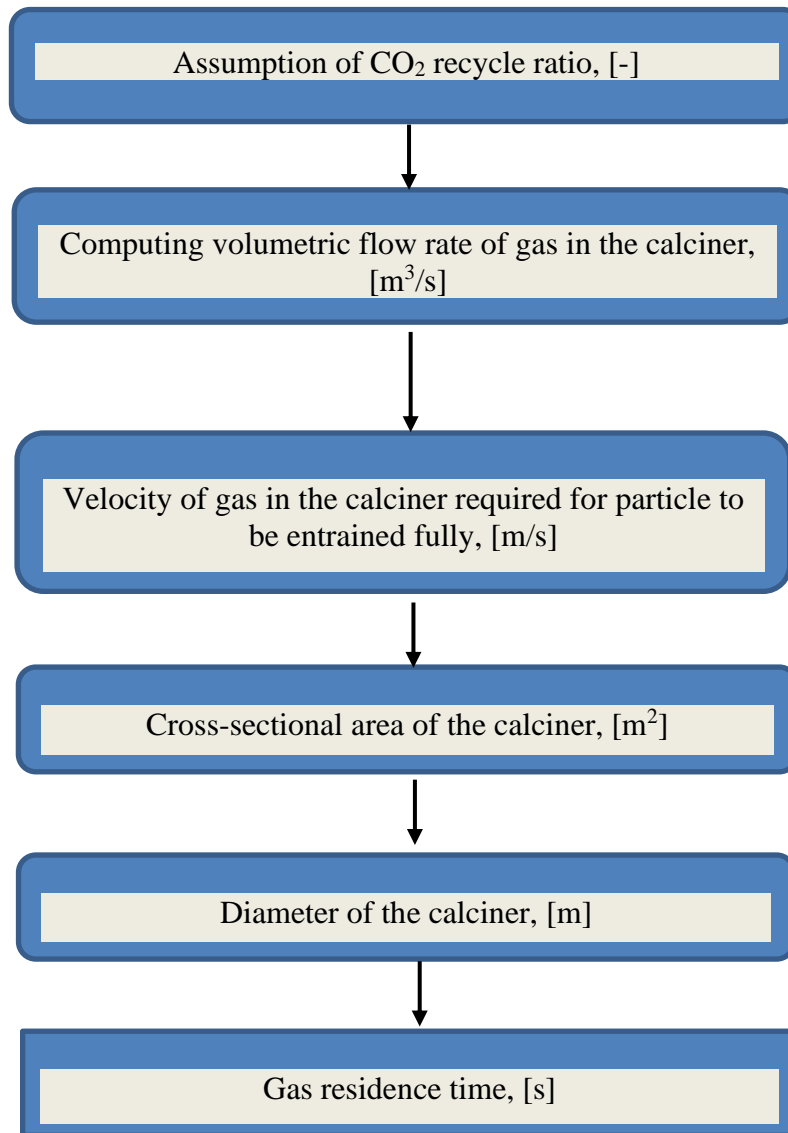 Assumption of CO₂ recycle ratio, [-]
Computing volumetric flow rate of gas in the calciner,
[m³/s]
Velocity of gas in the calciner required for particle to
be entrained fully, [m/s]
Cross-sectional area of the calciner, [m²]
Diameter of the calciner, [m]
Gas residence time, [s]